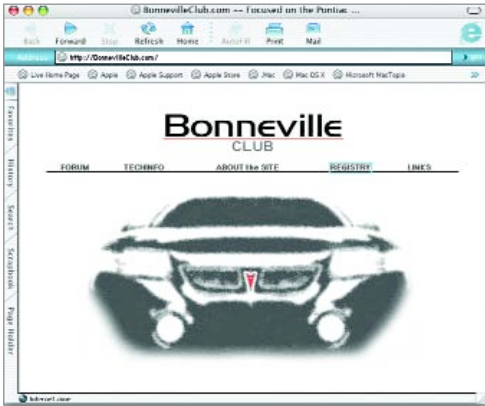 BonnevilleClub.com -- Focused on the Pontiac ...
Back Forward Stop Refresh Home AutoFill Print Mail
Address: http://BonnevilleClub.com/
Live Home Page Apple Apple Support Apple Store .Mac Mac OS X Microsoft MacTopia
Favorites
History
Search
Scrapbook
Page Holder
Bonneville
CLUB
FORUM TECHINFO ABOUT the SITE REGISTRY LINKS
Internet zone